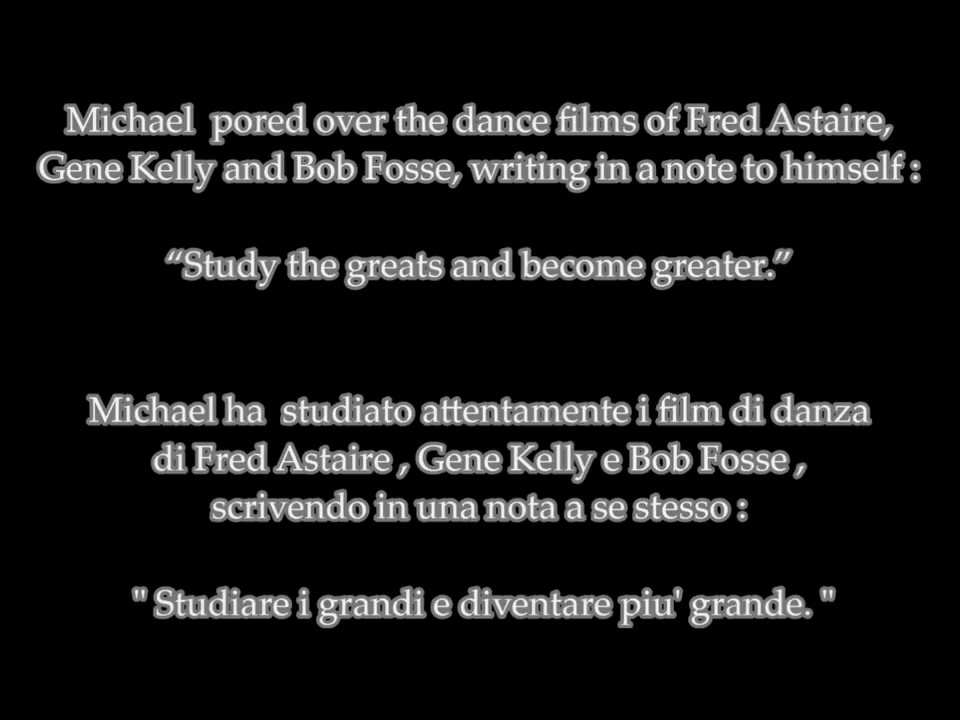 Michael  pored over the dance films of Fred Astaire,
Gene Kelly and Bob Fosse, writing in a note to himself :
“Study the greats and become greater.”
Michael ha  studiato attentamente i film di danza
di Fred Astaire , Gene Kelly e Bob Fosse ,
scrivendo in una nota a se stesso :
" Studiare i grandi e diventare piu' grande. "